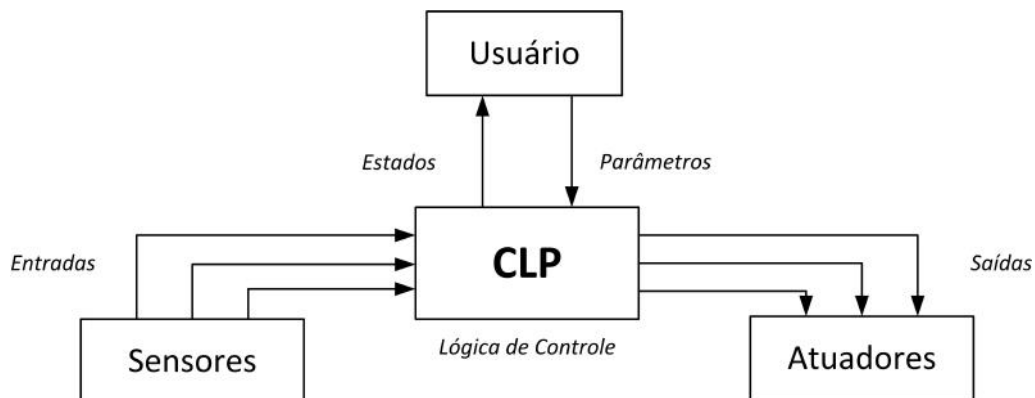 Usuário
Estados
Parâmetros
Entradas
CLP
Saídas
Sensores
Lógica de Controle
Atuadores